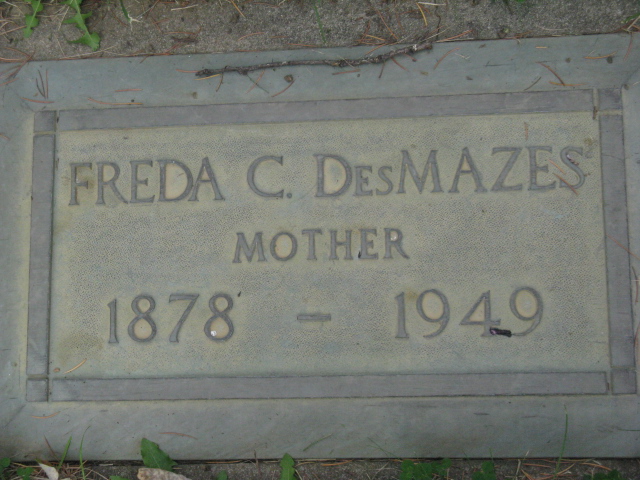 FREDA C. DESMAZES
MOTHER
1878 – 1949